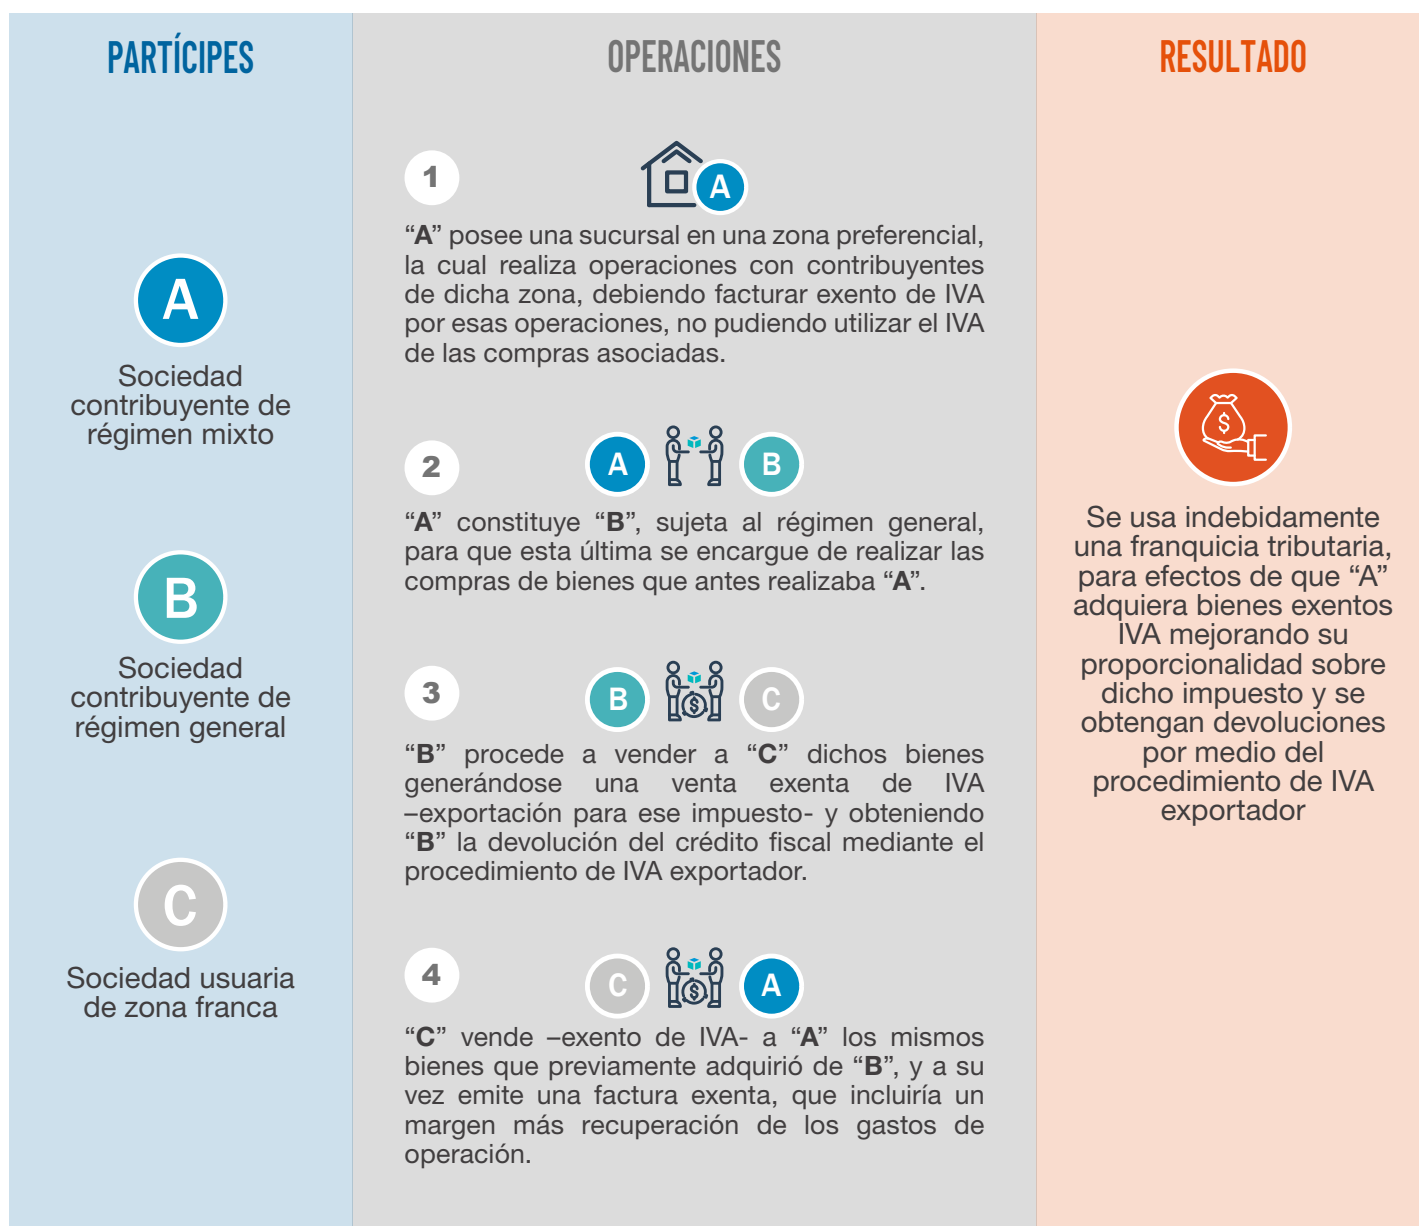 PARTÍCIPES
A
Sociedad
contribuyente de
régimen mixto
B
Sociedad
contribuyente de
régimen general
C
Sociedad usuaria
de zona franca
OPERACIONES
1
A
“A” posee una sucursal en una zona preferencial,
la cual realiza operaciones con contribuyentes
de dicha zona, debiendo facturar exento de IVA
por esas operaciones, no pudiendo utilizar el IVA
de las compras asociadas.
2
A B
“A” constituye “B”, sujeta al régimen general,
para que esta última se encargue de realizar las
compras de bienes que antes realizaba “A”.
3
B $ C
“B” procede a vender a “C” dichos bienes
generándose una venta exenta de IVA
–exportación para ese impuesto- y obteniendo
“B” la devolución del crédito fiscal mediante el
procedimiento de IVA exportador.
4
C $ A
“C” vende –exento de IVA- a “A” los mismos
bienes que previamente adquirió de “B”, y a su
vez emite una factura exenta, que incluiría un
margen más recuperación de los gastos de
operación.
RESULTADO
$
Se usa indebidamente
una franquicia tributaria,
para efectos de que “A”
adquiera bienes exentos
IVA mejorando su
proporcionalidad sobre
dicho impuesto y se
obtengan devoluciones
por medio del
procedimiento de IVA
exportador